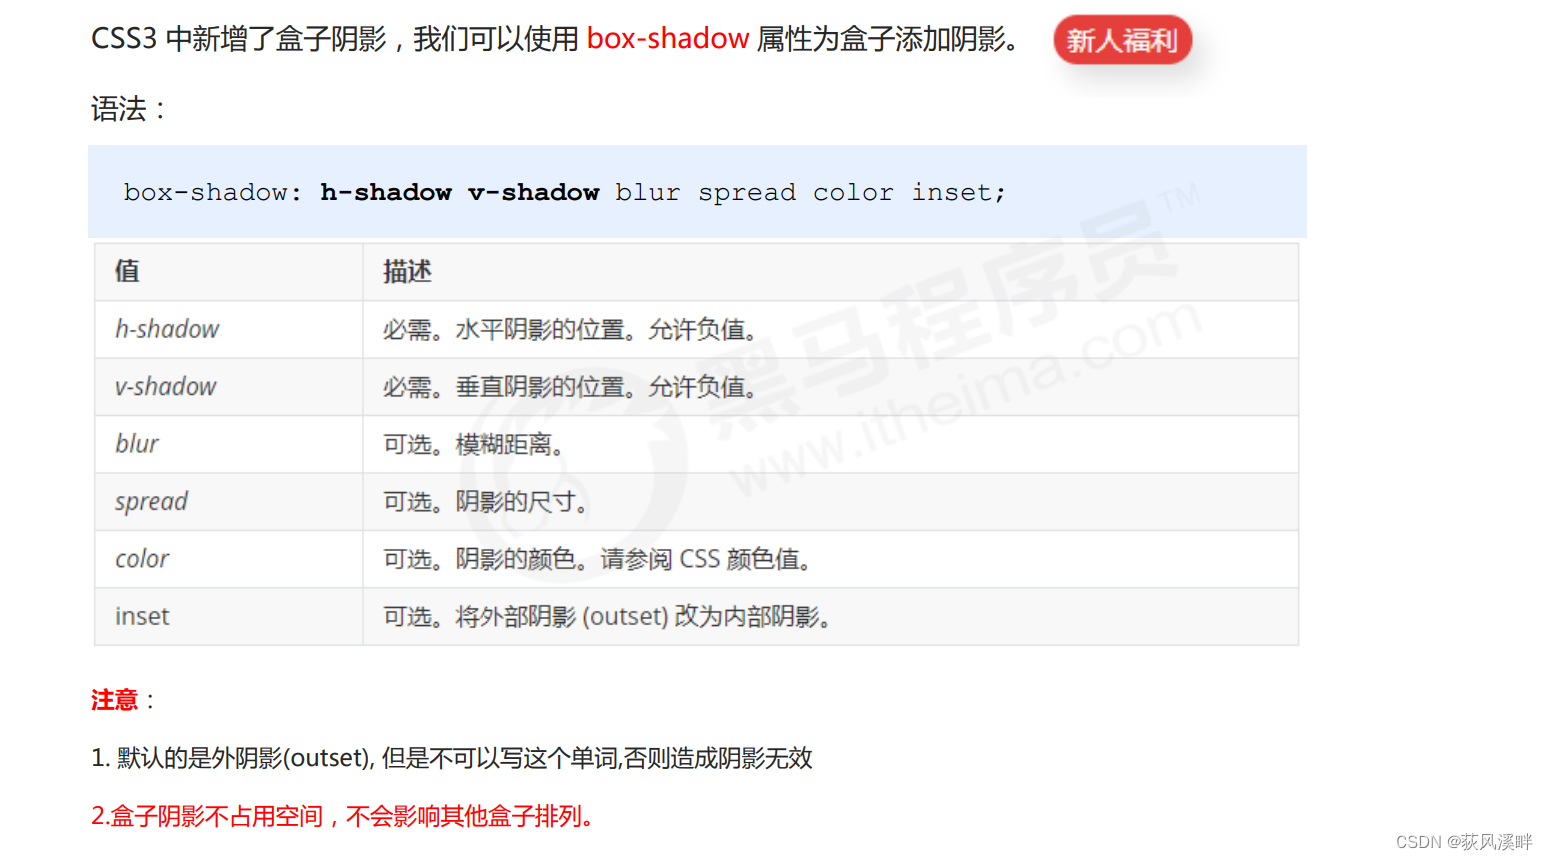 CSS3 中新增了盒子阴影，我们可以使用 box-shadow 属性为盒子添加阴影。 新人福利
语法：
box-shadow: h-shadow v-shadow blur spread color inset;
值 描述
h-shadow 必需。水平阴影的位置。允许负值。
v-shadow 必需。垂直阴影的位置。允许负值。
blur 可选。模糊距离。
spread 可选。阴影的尺寸。
color 可选。阴影的颜色。请参阅 CSS 颜色值。
inset 可选。将外部阴影 (outset) 改为内部阴影。
黑马程序员™
www.itheima.com
注意：
1. 默认的是外阴影(outset), 但是不可以写这个单词,否则造成阴影无效
2.盒子阴影不占用空间，不会影响其他盒子排列。
CSDN @荻风溪畔